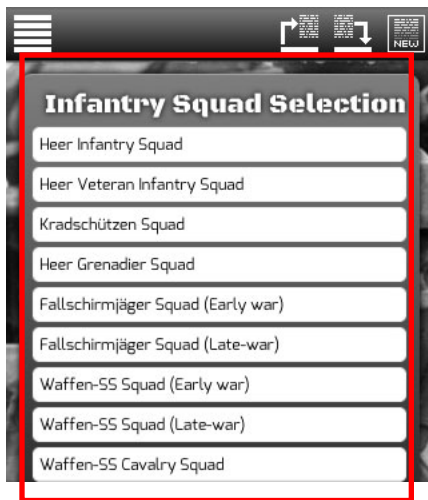 NEW
Infantry Squad Selection
Heer Infantry Squad
Heer Veteran Infantry Squad
Kradschützen Squad
Heer Grenadier Squad
Fallschirmjäger Squad (Early war)
Fallschirmjäger Squad (Late-war)
Waffen-SS Squad (Early war)
Waffen-SS Squad (Late-war)
Waffen-SS Cavalry Squad